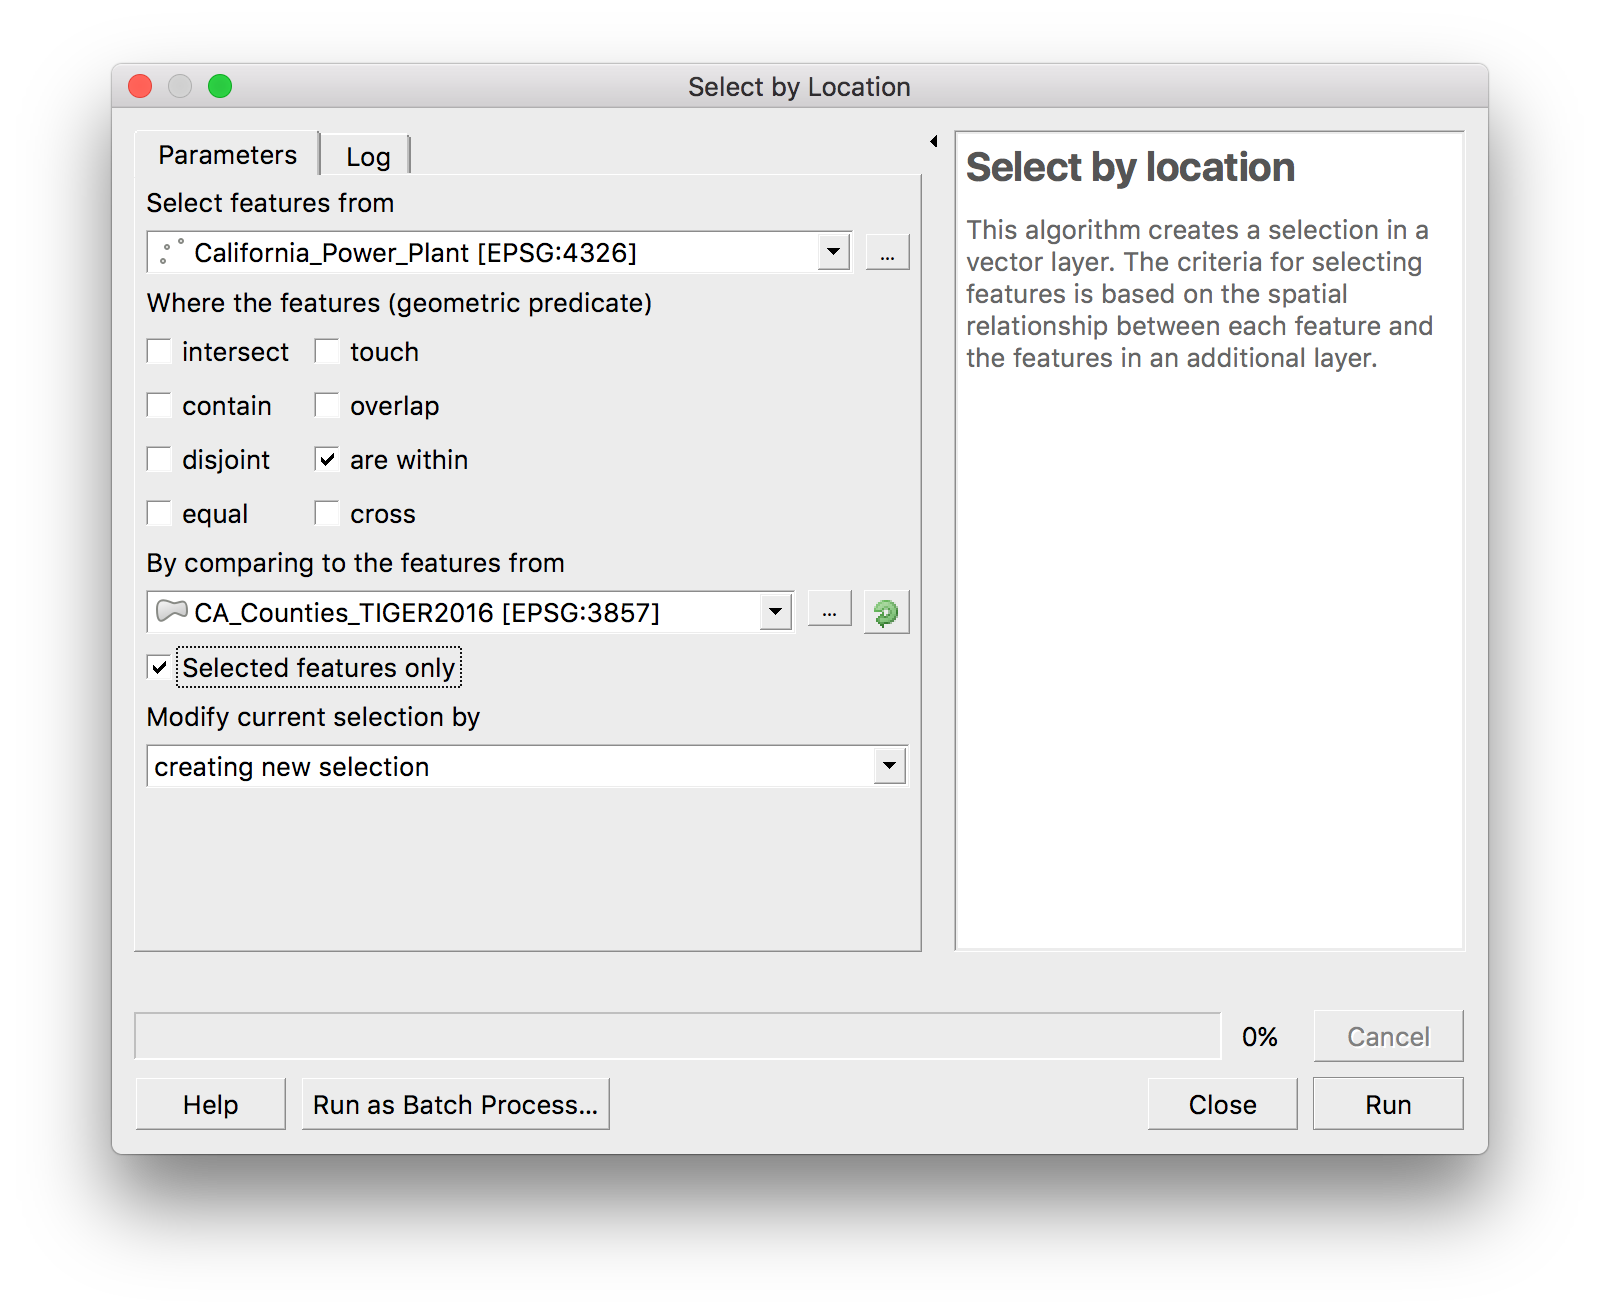 Select by Location
Parameters
Log
Select features from
California_Power_Plant [EPSG:4326]
...
Where the features (geometric predicate)
intersect
touch
contain
overlap
disjoint
are within
equal
cross
By comparing to the features from
CA_Counties_TIGER2016 [EPSG:3857]
...
Selected features only
Modify current selection by
creating new selection
Select by location
This algorithm creates a selection in a
vector layer. The criteria for selecting
features is based on the spatial
relationship between each feature and
the features in an additional layer.
0%
Cancel
Help
Run as Batch Process...
Close
Run